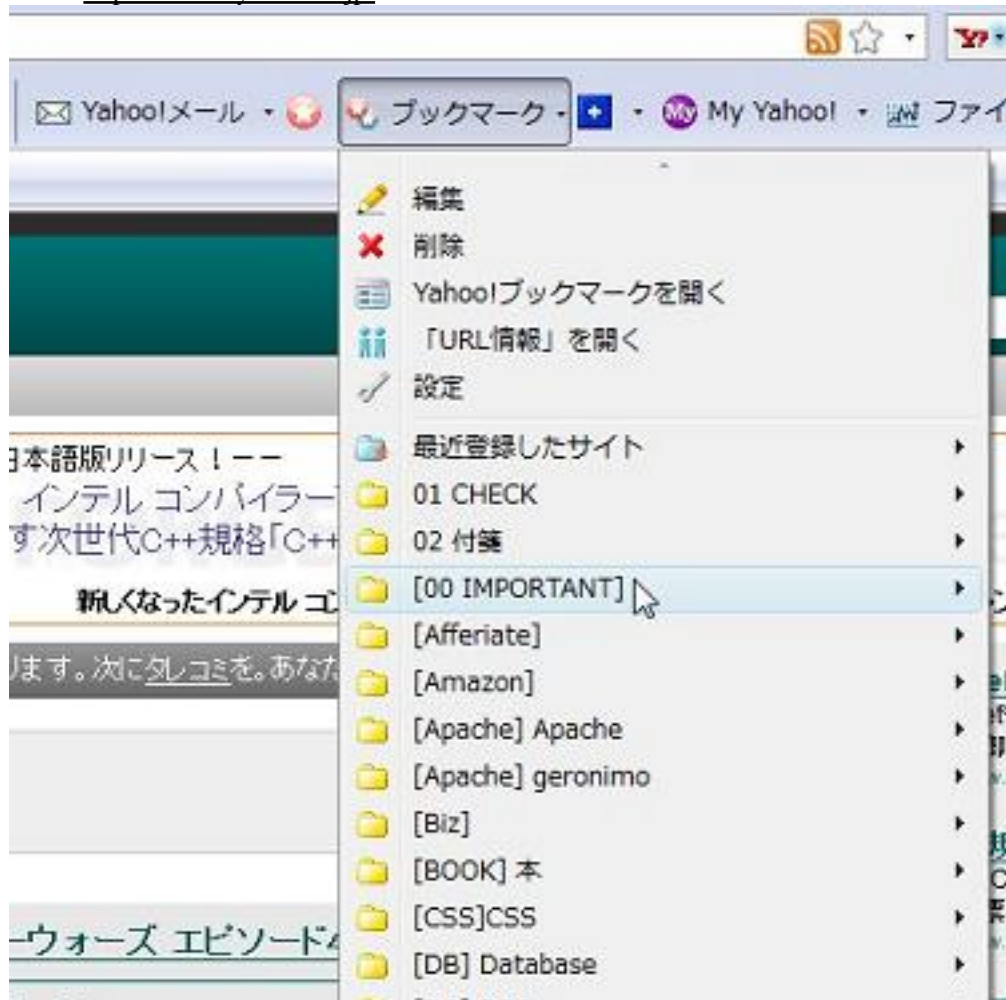 Yahoo!メール
ブックマーク
My Yahoo!
ファイ
編集
削除
Yahoo!ブックマークを開く
「URL情報」を開く
設定
最近登録したサイト
01 CHECK
02 付箋
[00 IMPORTANT]
[Afferiate]
[Amazon]
[Apache] Apache
[Apache] geronimo
[Biz]
[BOOK] 本
[CSS]CSS
[DB] Database
日本語版リリース!ーー
インテル コンパイラー
す次世代C++規格「C++
新しくなったインテル コン
ります。次にタレコミを。あなた
ーウォーズ エピソード4